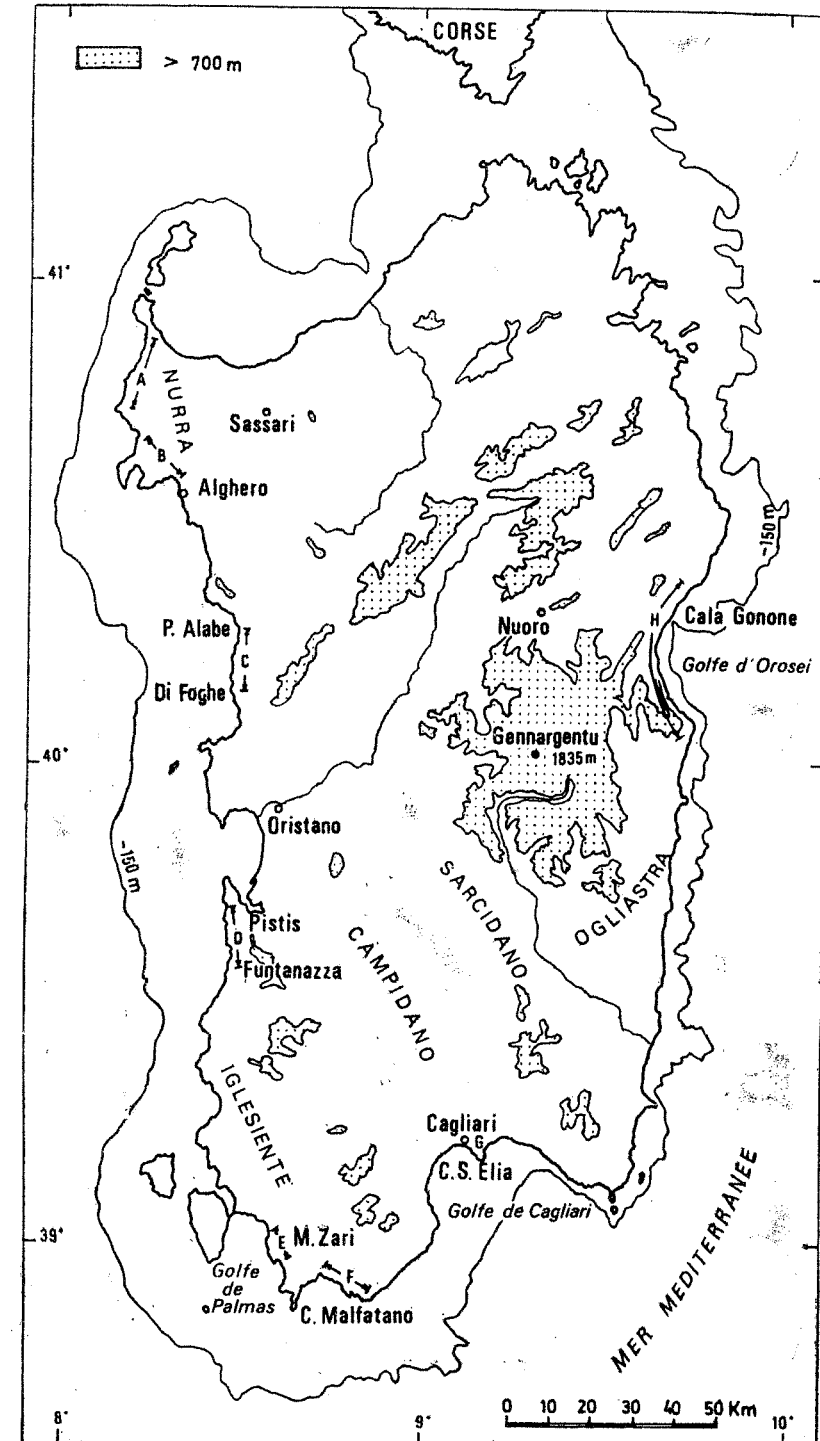 CORSE
> 700 m
41°
A
NURRA
B
Sassari
Alghero
-150 m
P. Alabe
C
Di Foghe
Nuoro
H
Cala Gonone
Golfe d'Orosei
Gennargentu
1835 m
40°
Oristano
-150 m
SARCIDANO
OGLIASTRA
D
Pistis
Funtanazza
CAMPIDANO
IGLESIENTE
Cagliari
G
C.S. Elia
Golfe de Cagliari
39°
E
M. Zari
F
Golfe
de
Palmas
C. Malfatano
MER MEDITERRANEE
0 10 20 30 40 50 Km
8°
9°
10°